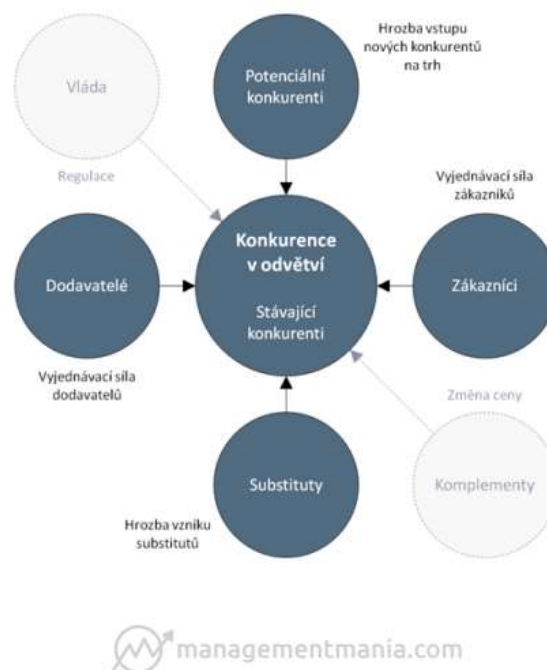 Hrozba vstupu
nových konkurentů
na trh
Vláda
Potenciální
konkurenti
Regulace
Vyjednávací síla
zákazníků
Konkurence
v odvětví
Stávající
konkurenti
Dodavatelé
Zákazníci
Vyjednávací síla
dodavatelů
Změna ceny
Substituty
Komplementy
Hrozba vzniku
substitutů
managementmania.com